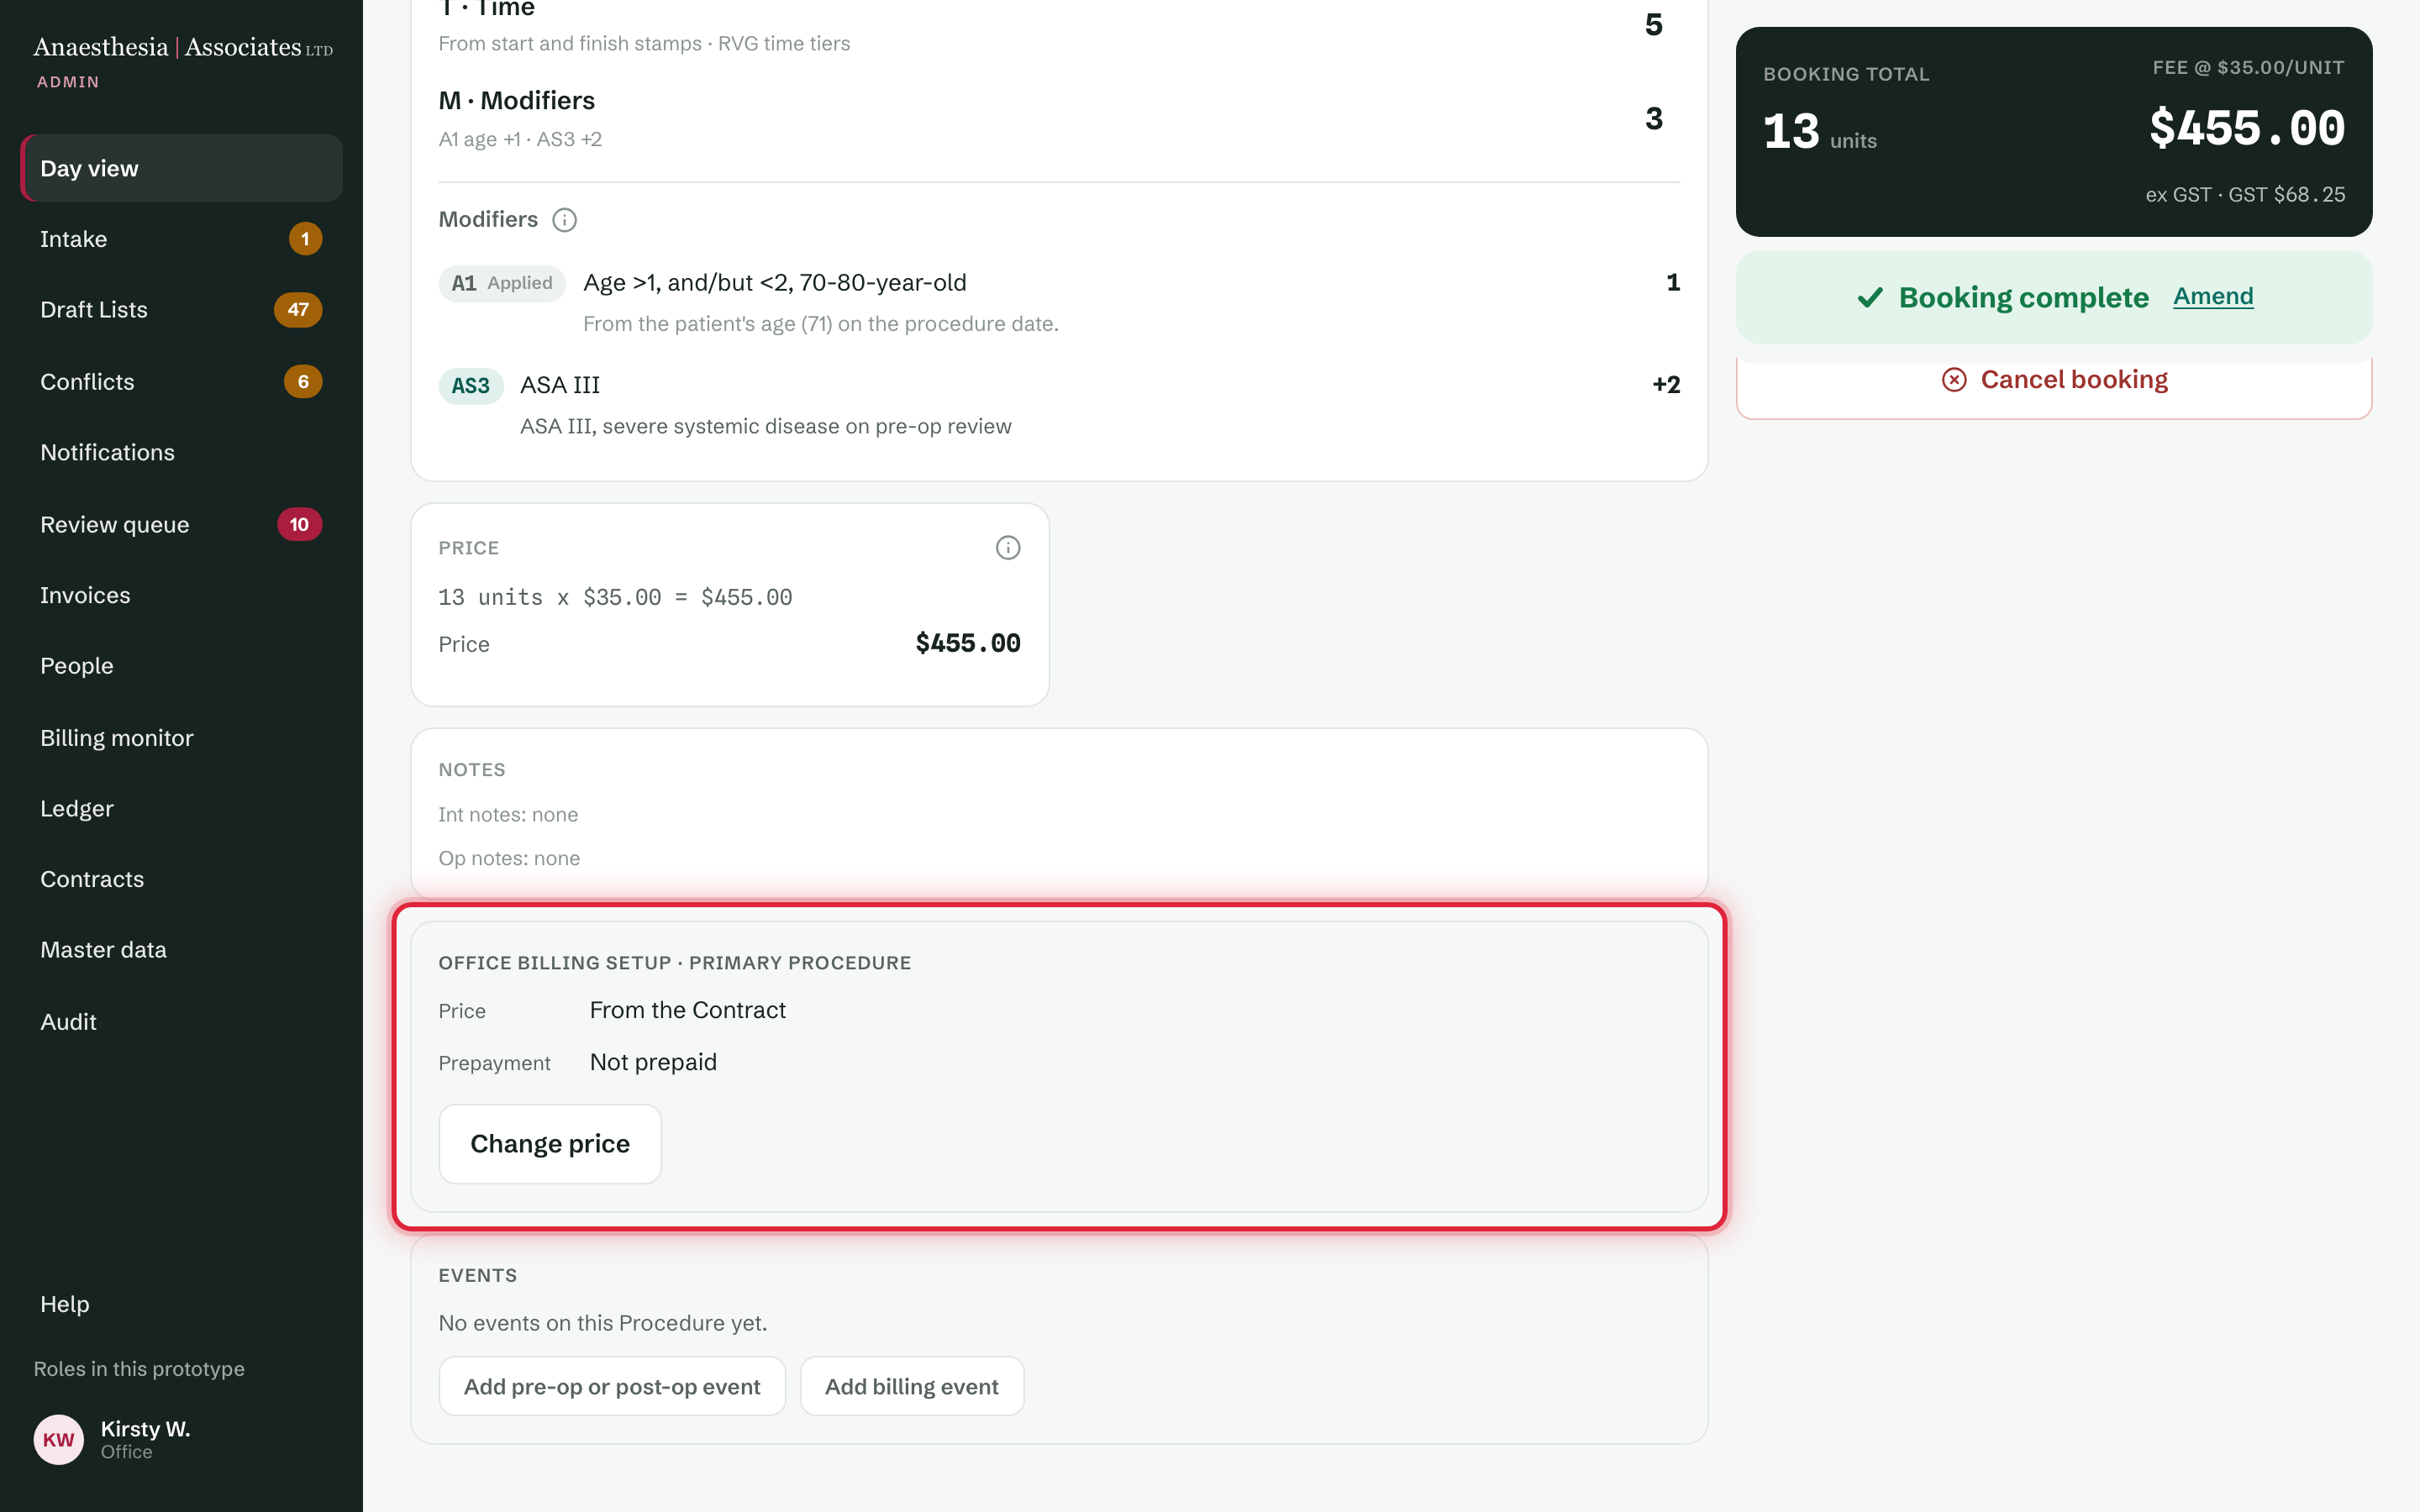 Anaesthesia | Associates LTD
ADMIN
Day view
Intake 1
Draft Lists 47
Conflicts 6
Notifications
Review queue 10
Invoices
People
Billing monitor
Ledger
Contracts
Master data
Audit
Help
Roles in this prototype
KW
Kirsty W.
Office
T · Time
From start and finish stamps · RVG time tiers
5
M · Modifiers
A1 age +1 · AS3 +2
3
Modifiers
A1 Applied Age >1, and/but <2, 70-80-year-old 1
From the patient's age (71) on the procedure date.
AS3 ASA III +2
ASA III, severe systemic disease on pre-op review
PRICE
13 units x $35.00 = $455.00
Price $455.00
NOTES
Int notes: none
Op notes: none
OFFICE BILLING SETUP · PRIMARY PROCEDURE
Price From the Contract
Prepayment Not prepaid
Change price
EVENTS
No events on this Procedure yet.
Add pre-op or post-op event Add billing event
BOOKING TOTAL FEE @ $35.00/UNIT
13 units $455.00
ex GST · GST $68.25
Booking complete Amend
Cancel booking